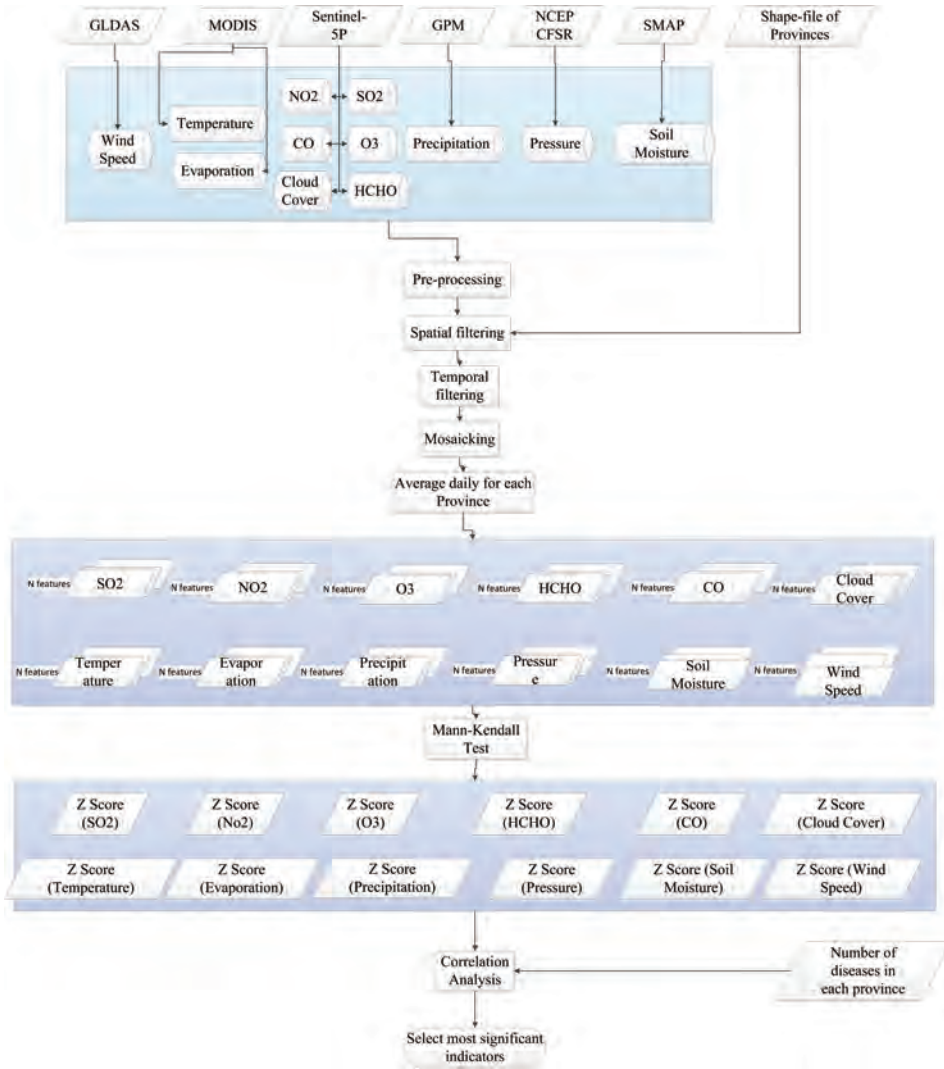 GLDAS
MODIS
Sentinel-
5P
GPM
NCEP
CFSR
SMAP
Shape-file of
Provinces
NO2
SO2
Temperature
Wind
Speed
CO
O3
Precipitation
Pressure
Soil
Moisture
Evaporation
Cloud
Cover
HCHO
Pre-processing
Spatial filtering
Temporal
filtering
Mosaicking
Average daily for each
Province
N features
SO2
N features
NO2
N features
O3
N features
HCHO
N features
CO
N features
Cloud
Cover
N features
Temper
ature
N features
Evapor
ation
N features
Precipit
ation
N features
Pressur
e
N features
Soil
Moisture
N features
Wind
Speed
Mann-Kendall
Test
Z Score
(SO2)
Z Score
(No2)
Z Score
(O3)
Z Score
(HCHO)
Z Score
(CO)
Z Score
(Cloud Cover)
Z Score
(Temperature)
Z Score
(Evaporation)
Z Score
(Precipitation)
Z Score
(Pressure)
Z Score (Soil
Moisture)
Z Score (Wind
Speed)
Correlation
Analysis
Number of
diseases in
each province
Select most significant
indicators